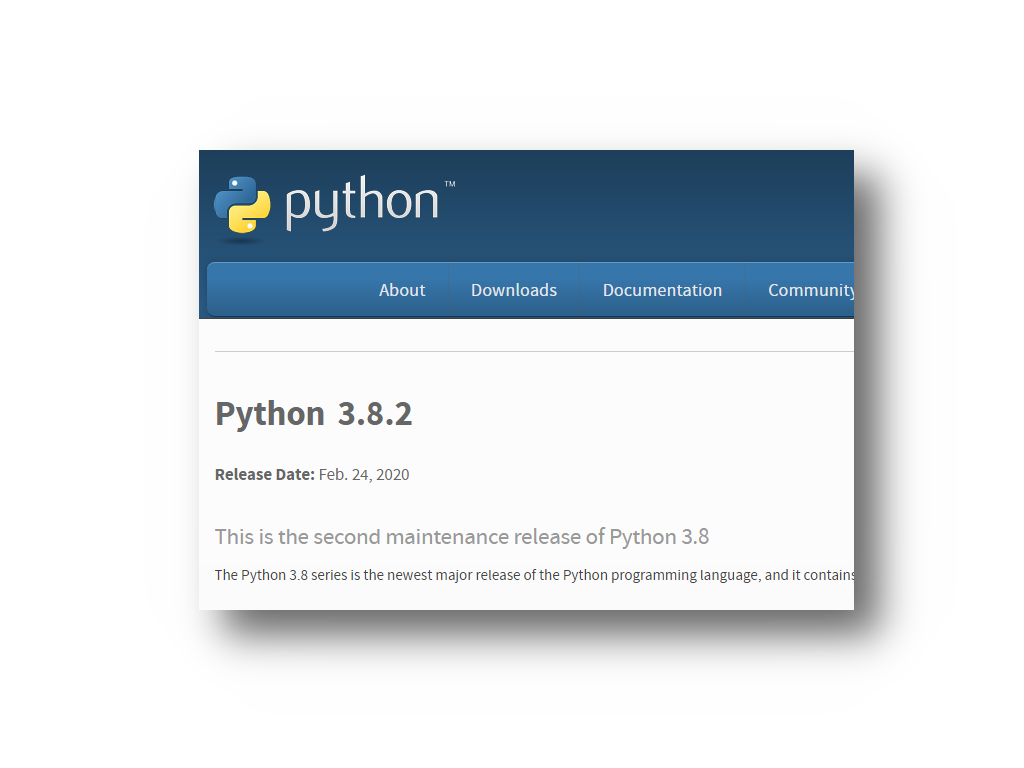 python™
About Downloads Documentation Community
Python 3.8.2
Release Date: Feb. 24, 2020
This is the second maintenance release of Python 3.8
The Python 3.8 series is the newest major release of the Python programming language, and it contains